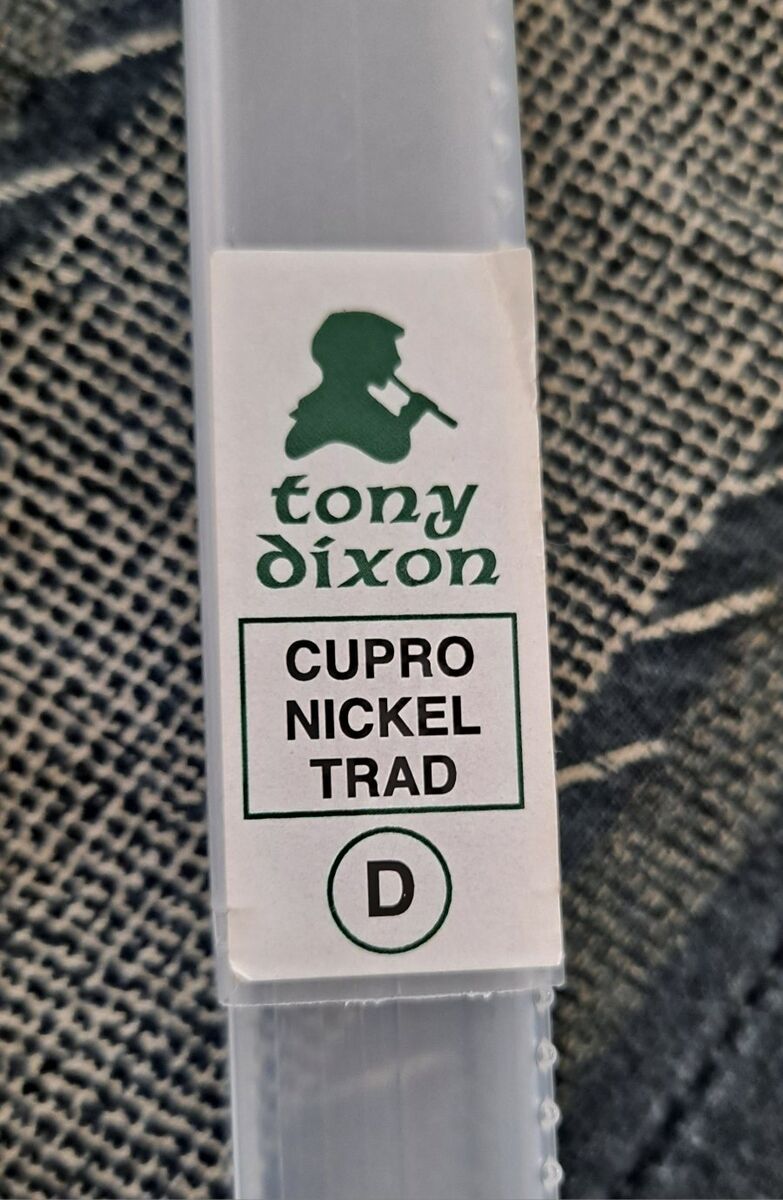 tony
dixon
CUPRO
NICKEL
TRAD
D